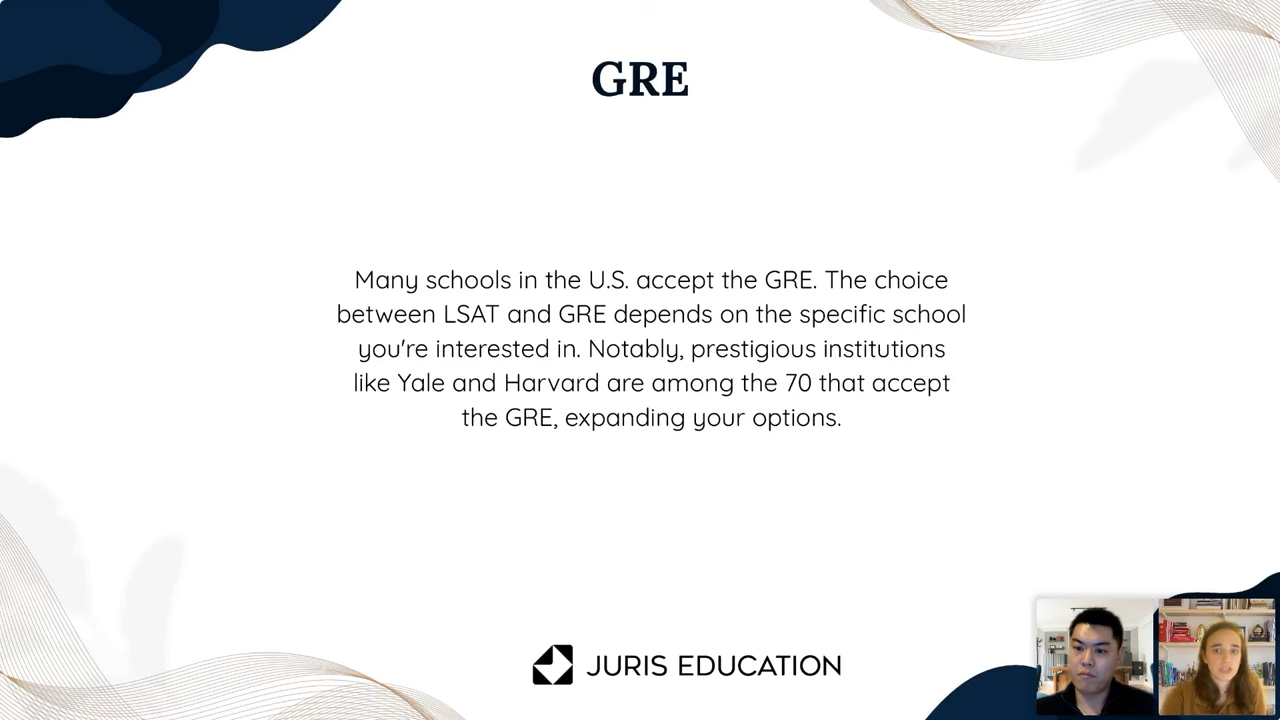 GRE
Many schools in the U.S. accept the GRE. The choice
between LSAT and GRE depends on the specific school
you're interested in. Notably, prestigious institutions
like Yale and Harvard are among the 70 that accept
the GRE, expanding your options.
JURIS EDUCATION